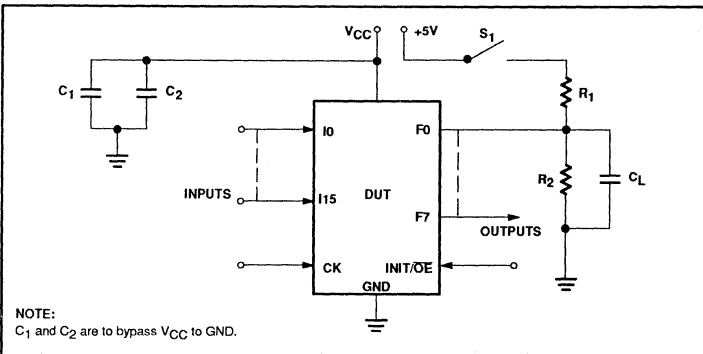 VCC
+5V
S1
C1
C2
R1
I0
F0
R2
CL
INPUTS
I15
DUT
F7
OUTPUTS
CK
INIT/OE
GND
NOTE:
C1 and C2 are to bypass VCC to GND.